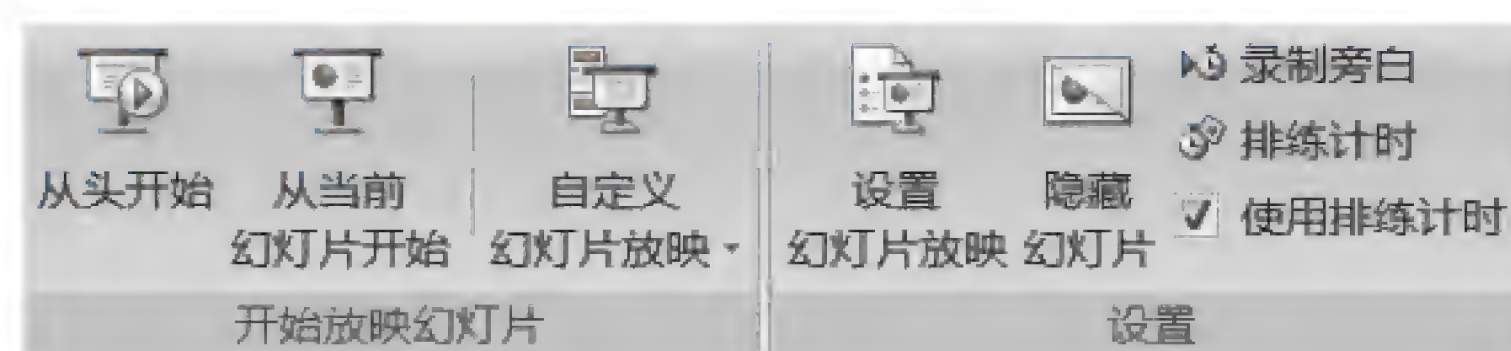 从头开始
从当前
幻灯片开始
自定义
幻灯片放映
开始放映幻灯片
设置
幻灯片放映
隐藏
幻灯片
录制旁白
排练计时
使用排练计时
设置